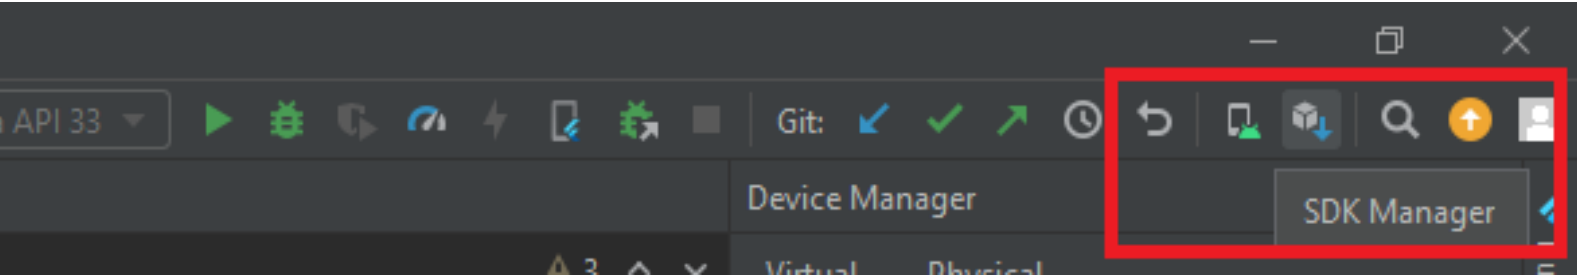 API 33
Git:
Device Manager
SDK Manager
3
Virtual Physical